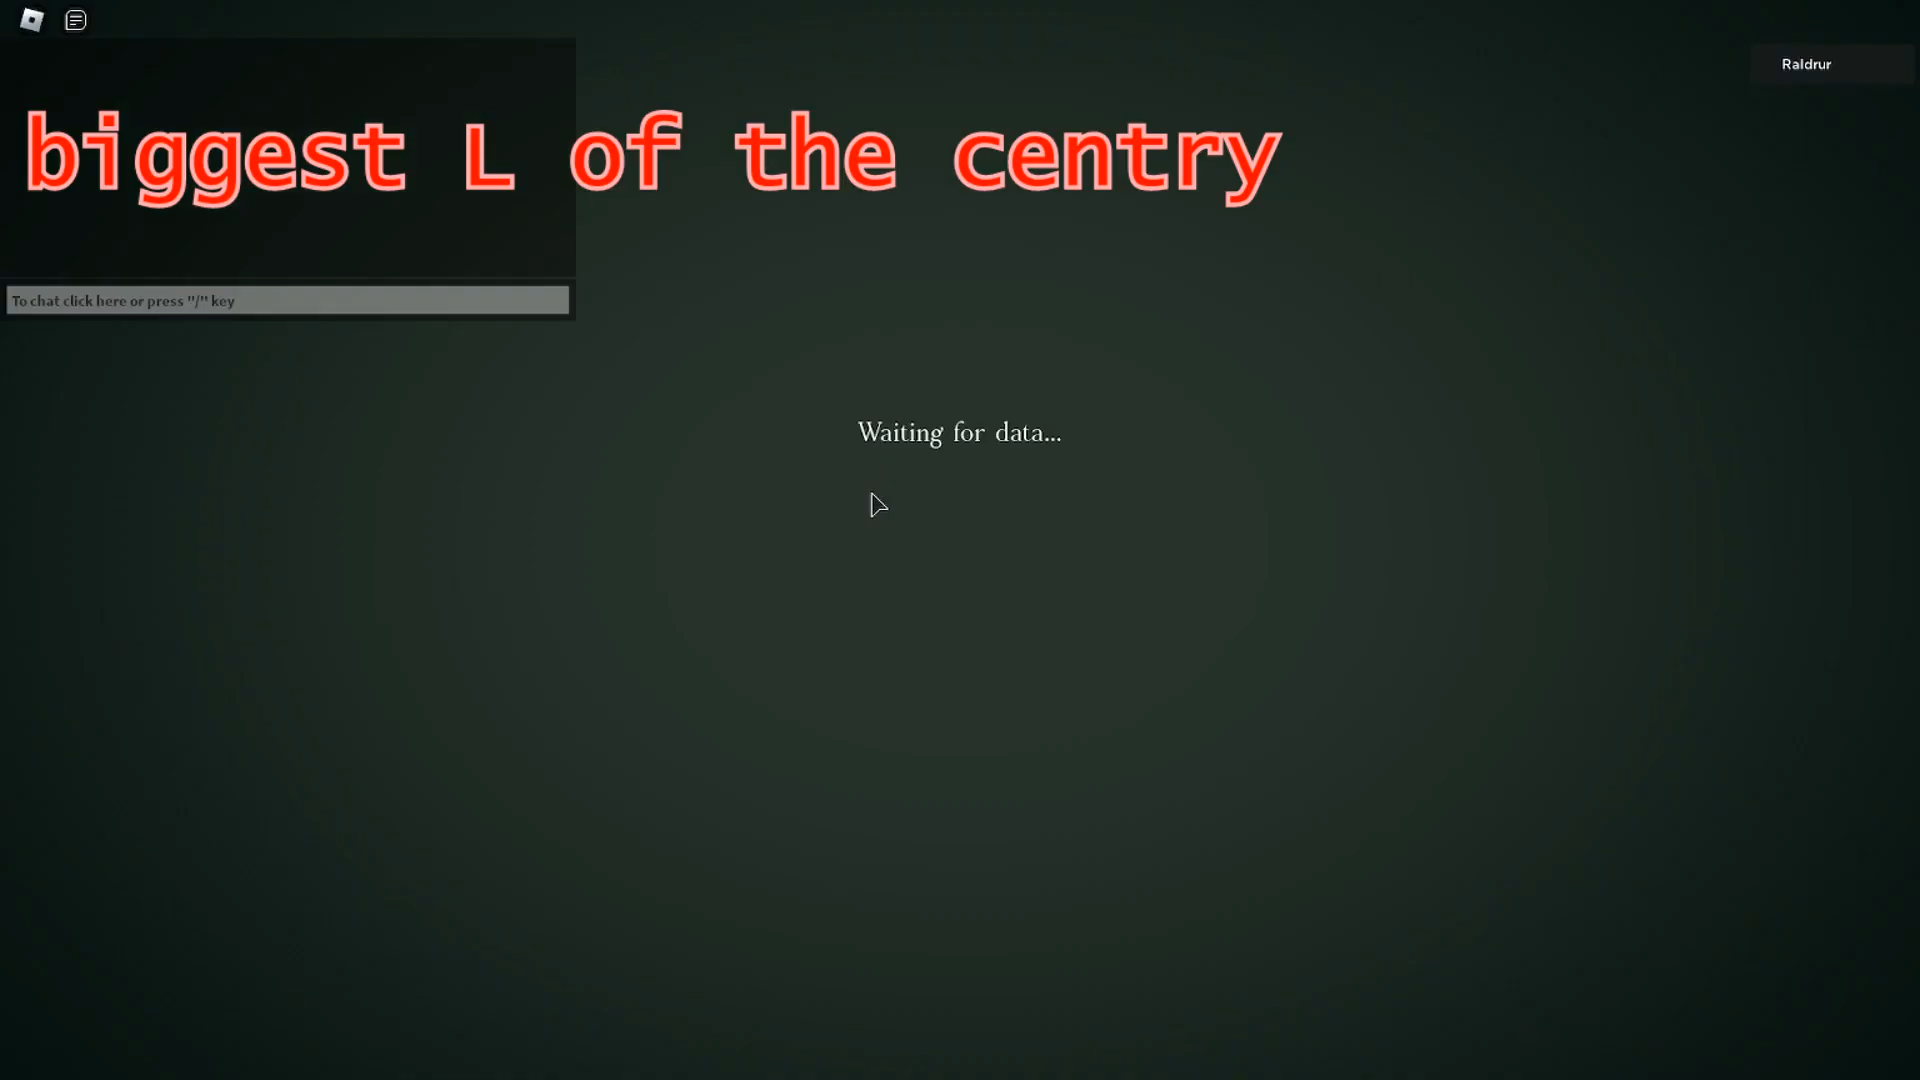 Raldrur
biggest L of the centry
To chat click here or press "/" key
Waiting for data...